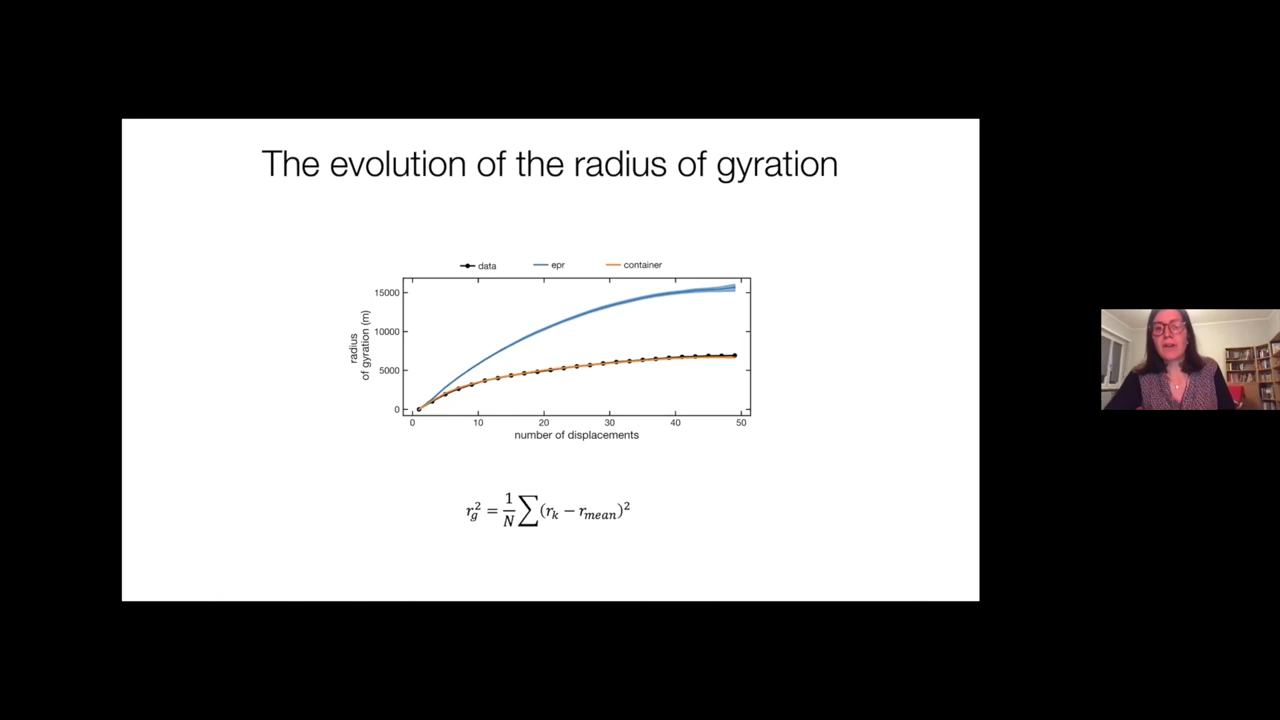 The evolution of the radius of gyration
data epr container
radius
of gyration (m)
15000
10000
5000
0
0 10 20 30 40 50
number of displacements
r_g^2 = \frac{1}{N} \sum (r_k - r_{mean})^2